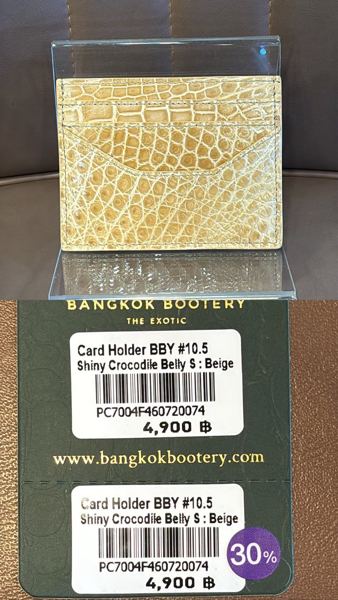 BANGKOK BOOTERY
THE EXOTIC
Card Holder BBY #10.5
Shiny Crocodile Belly S : Beige
PC7004F460720074
4,900 ฿
www.bangkokbootery.com
Card Holder BBY #10.5
Shiny Crocodile Belly S : Beige
PC7004F460720074
4,900 ฿
30%